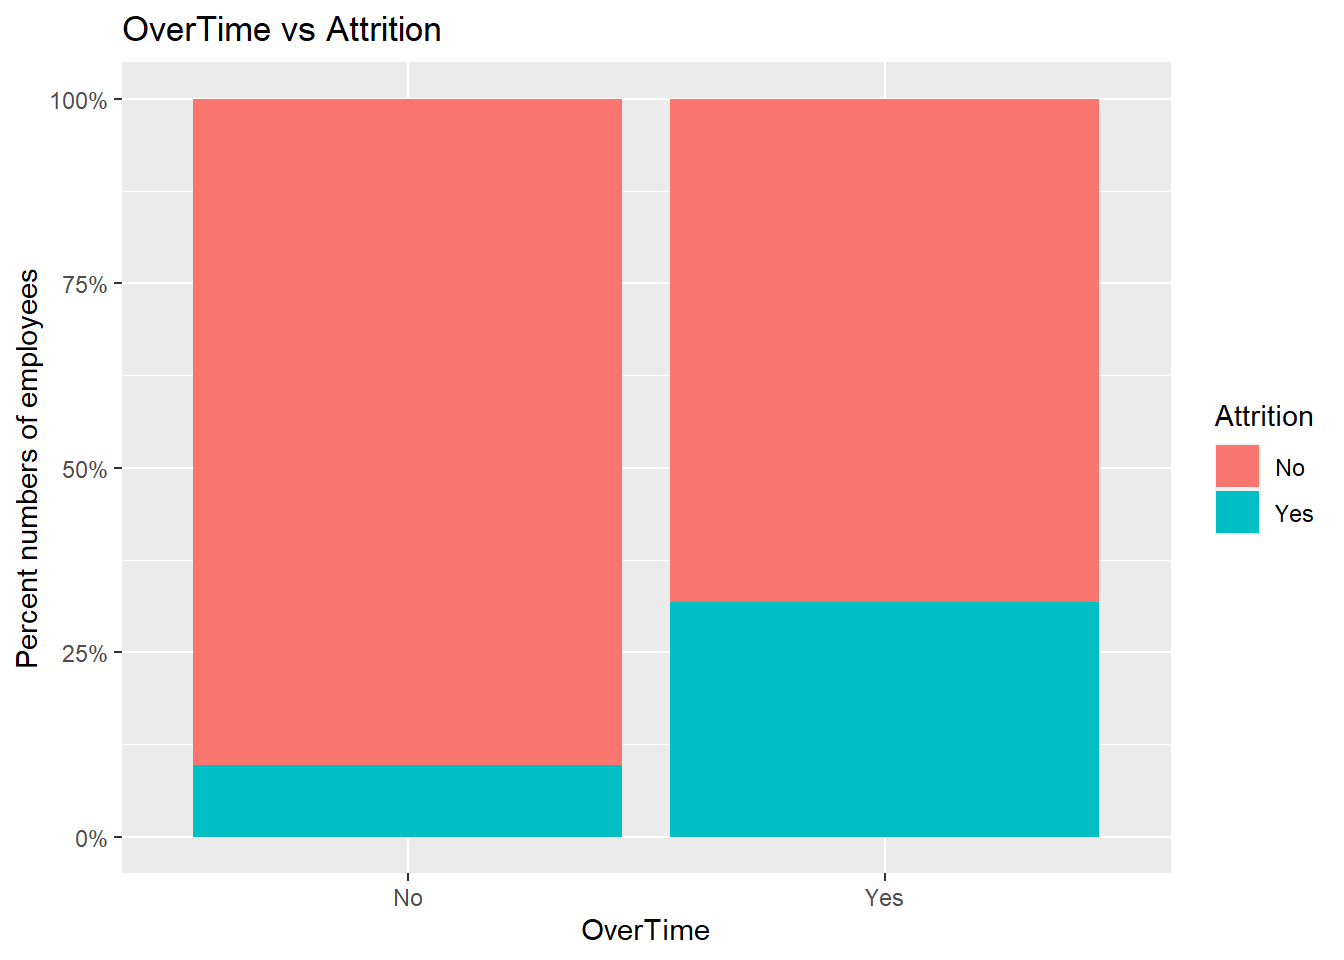 OverTime vs Attrition
100%
75%
50%
25%
0%
Percent numbers of employees
No
Yes
OverTime
Attrition
No
Yes